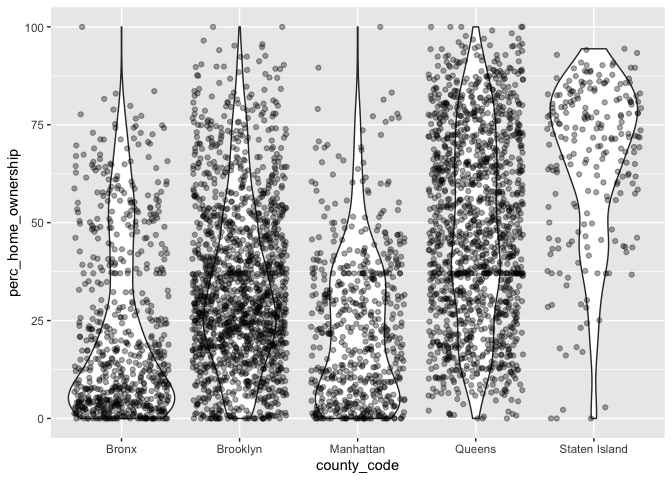 perc_home_ownership
100
75
50
25
0
Bronx Brooklyn Manhattan Queens Staten Island
county_code